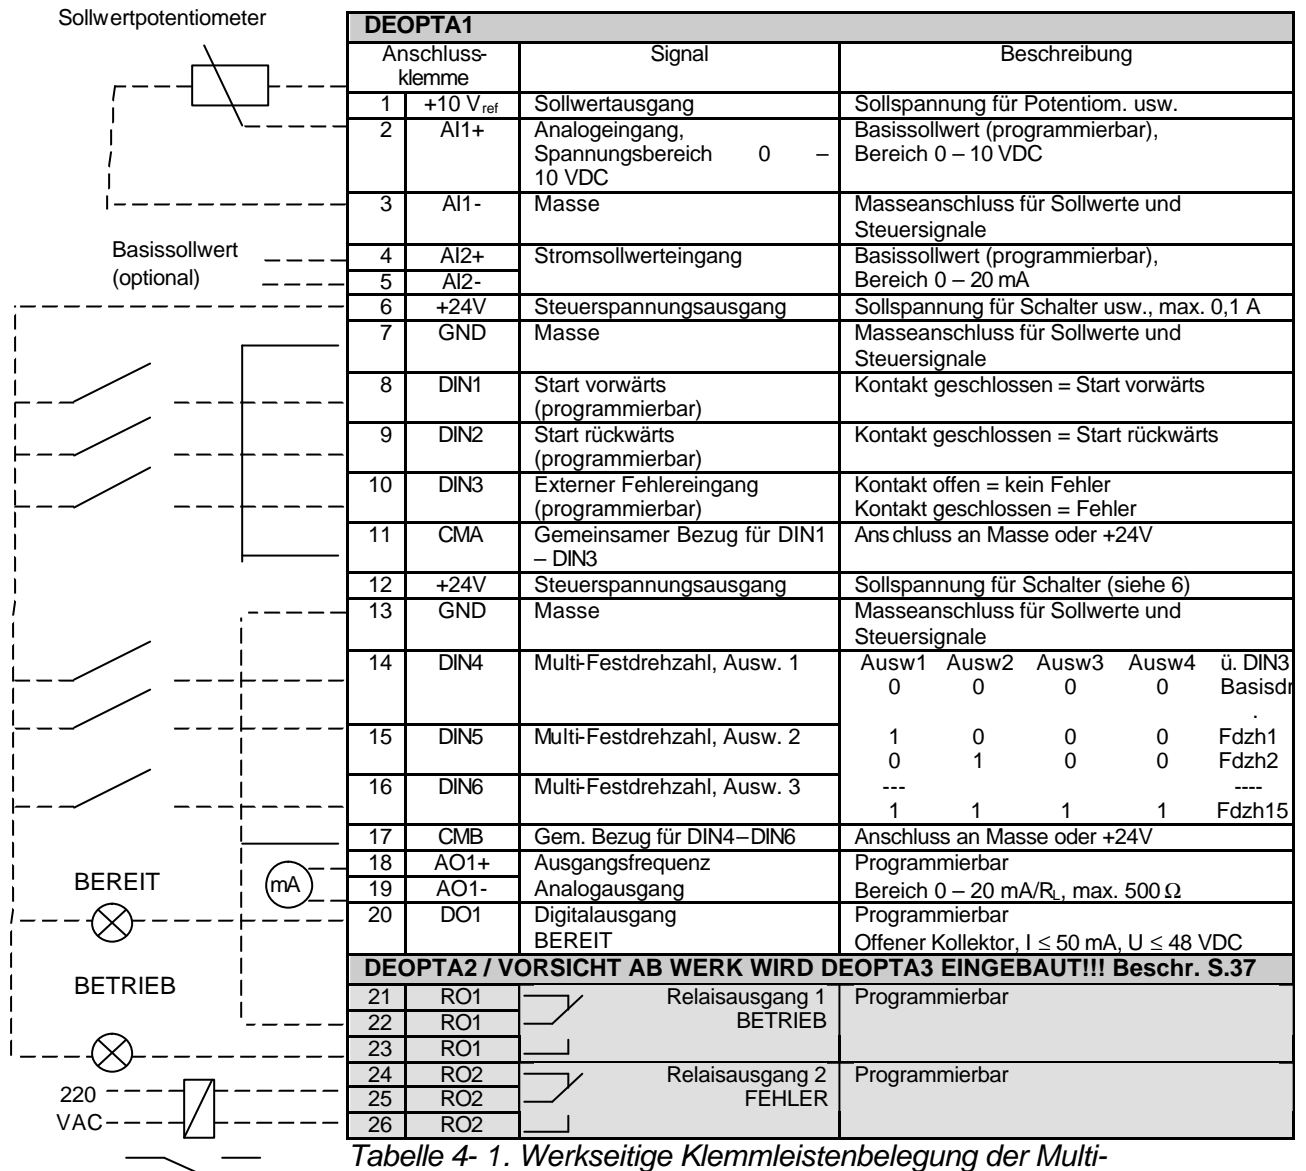 Sollwertpotentiometer
DEOPTA1
Anschluss-klemme Signal Beschreibung
1 +10 Vref Sollwertausgang Sollspannung für Potentiom. usw.
2 AI1+ Analogeingang, Basissollwert (programmierbar),
Spannungsbereich 0 – Bereich 0 – 10 VDC
10 VDC
3 AI1- Masse Masseanschluss für Sollwerte und
Steuersignale
Basissollwert
(optional)
4 AI2+ Stromsollwerteingang Basissollwert (programmierbar),
5 AI2- Bereich 0 – 20 mA
6 +24V Steuerspannungsausgang Sollspannung für Schalter usw., max. 0,1 A
7 GND Masse Masseanschluss für Sollwerte und
Steuersignale
8 DIN1 Start vorwärts Kontakt geschlossen = Start vorwärts
(programmierbar)
9 DIN2 Start rückwärts Kontakt geschlossen = Start rückwärts
(programmierbar)
10 DIN3 Externer Fehlereingang Kontakt offen = kein Fehler
(programmierbar) Kontakt geschlossen = Fehler
11 CMA Gemeinsamer Bezug für DIN1 Anschluss an Masse oder +24V
– DIN3
12 +24V Steuerspannungsausgang Sollspannung für Schalter (siehe 6)
13 GND Masse Masseanschluss für Sollwerte und
Steuersignale
14 DIN4 Multi-Festdrehzahl, Ausw. 1 Ausw1 Ausw2 Ausw3 Ausw4 ü. DIN3
0 0 0 0 Basisdr
.
15 DIN5 Multi-Festdrehzahl, Ausw. 2 1 0 0 0 Fdzh1
0 1 0 0 Fdzh2
16 DIN6 Multi-Festdrehzahl, Ausw. 3 --- ----
1 1 1 1 Fdzh15
17 CMB Gem. Bezug für DIN4–DIN6 Anschluss an Masse oder +24V
18 AO1+ Ausgangsfrequenz Programmierbar
19 AO1- Analogausgang Bereich 0 – 20 mA/RL, max. 500 Ω
BEREIT
mA
20 DO1 Digitalausgang Programmierbar
BEREIT Offener Kollektor, I ≤ 50 mA, U ≤ 48 VDC
DEOPTA2 / VORSICHT AB WERK WIRD DEOPTA3 EINGEBAUT!!! Beschr. S.37
BETRIEB
21 RO1 Relaisausgang 1 Programmierbar
22 RO1 BETRIEB
23 RO1
24 RO2 Relaisausgang 2 Programmierbar
25 RO2 FEHLER
26 RO2
220
VAC
Tabelle 4- 1. Werkseitige Klemmleistenbelegung der Multi-